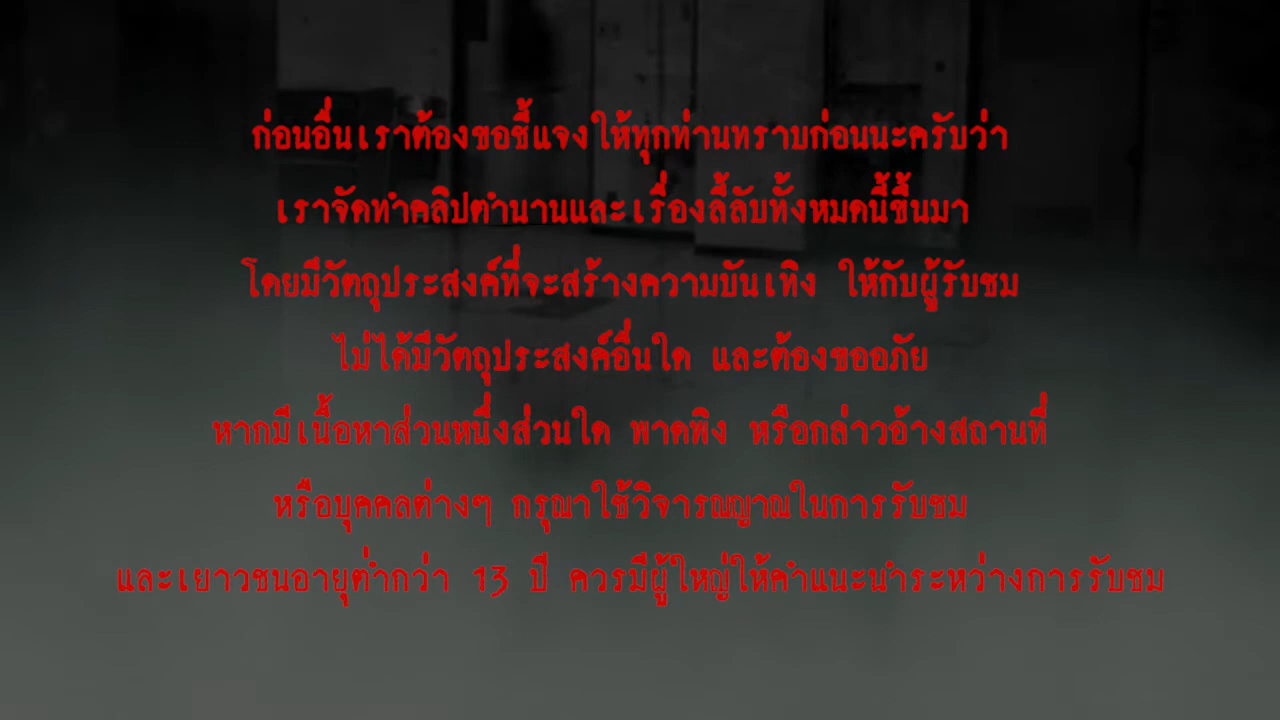 ก่อนอื่นเราต้องขอชี้แจงให้ทุกท่านทราบก่อนนะครับว่า
เราจัดทำคลิปตำนานและเรื่องลี้ลับทั้งหมดนี้ขึ้นมา
โดยมีวัตถุประสงค์ที่จะสร้างความบันเทิง ให้กับผู้รับชม
ไม่ได้มีวัตถุประสงค์อื่นใด และต้องขออภัย
หากมีเนื้อหาส่วนหนึ่งส่วนใด พาดพิง หรือกล่าวอ้างสถานที่
หรือบุคคลต่างๆ กรุณาใช้วิจารณญาณในการรับชม
และเยาวชนอายุต่ำกว่า 13 ปี ควรมีผู้ใหญ่ให้คำแนะนำระหว่างการรับชม